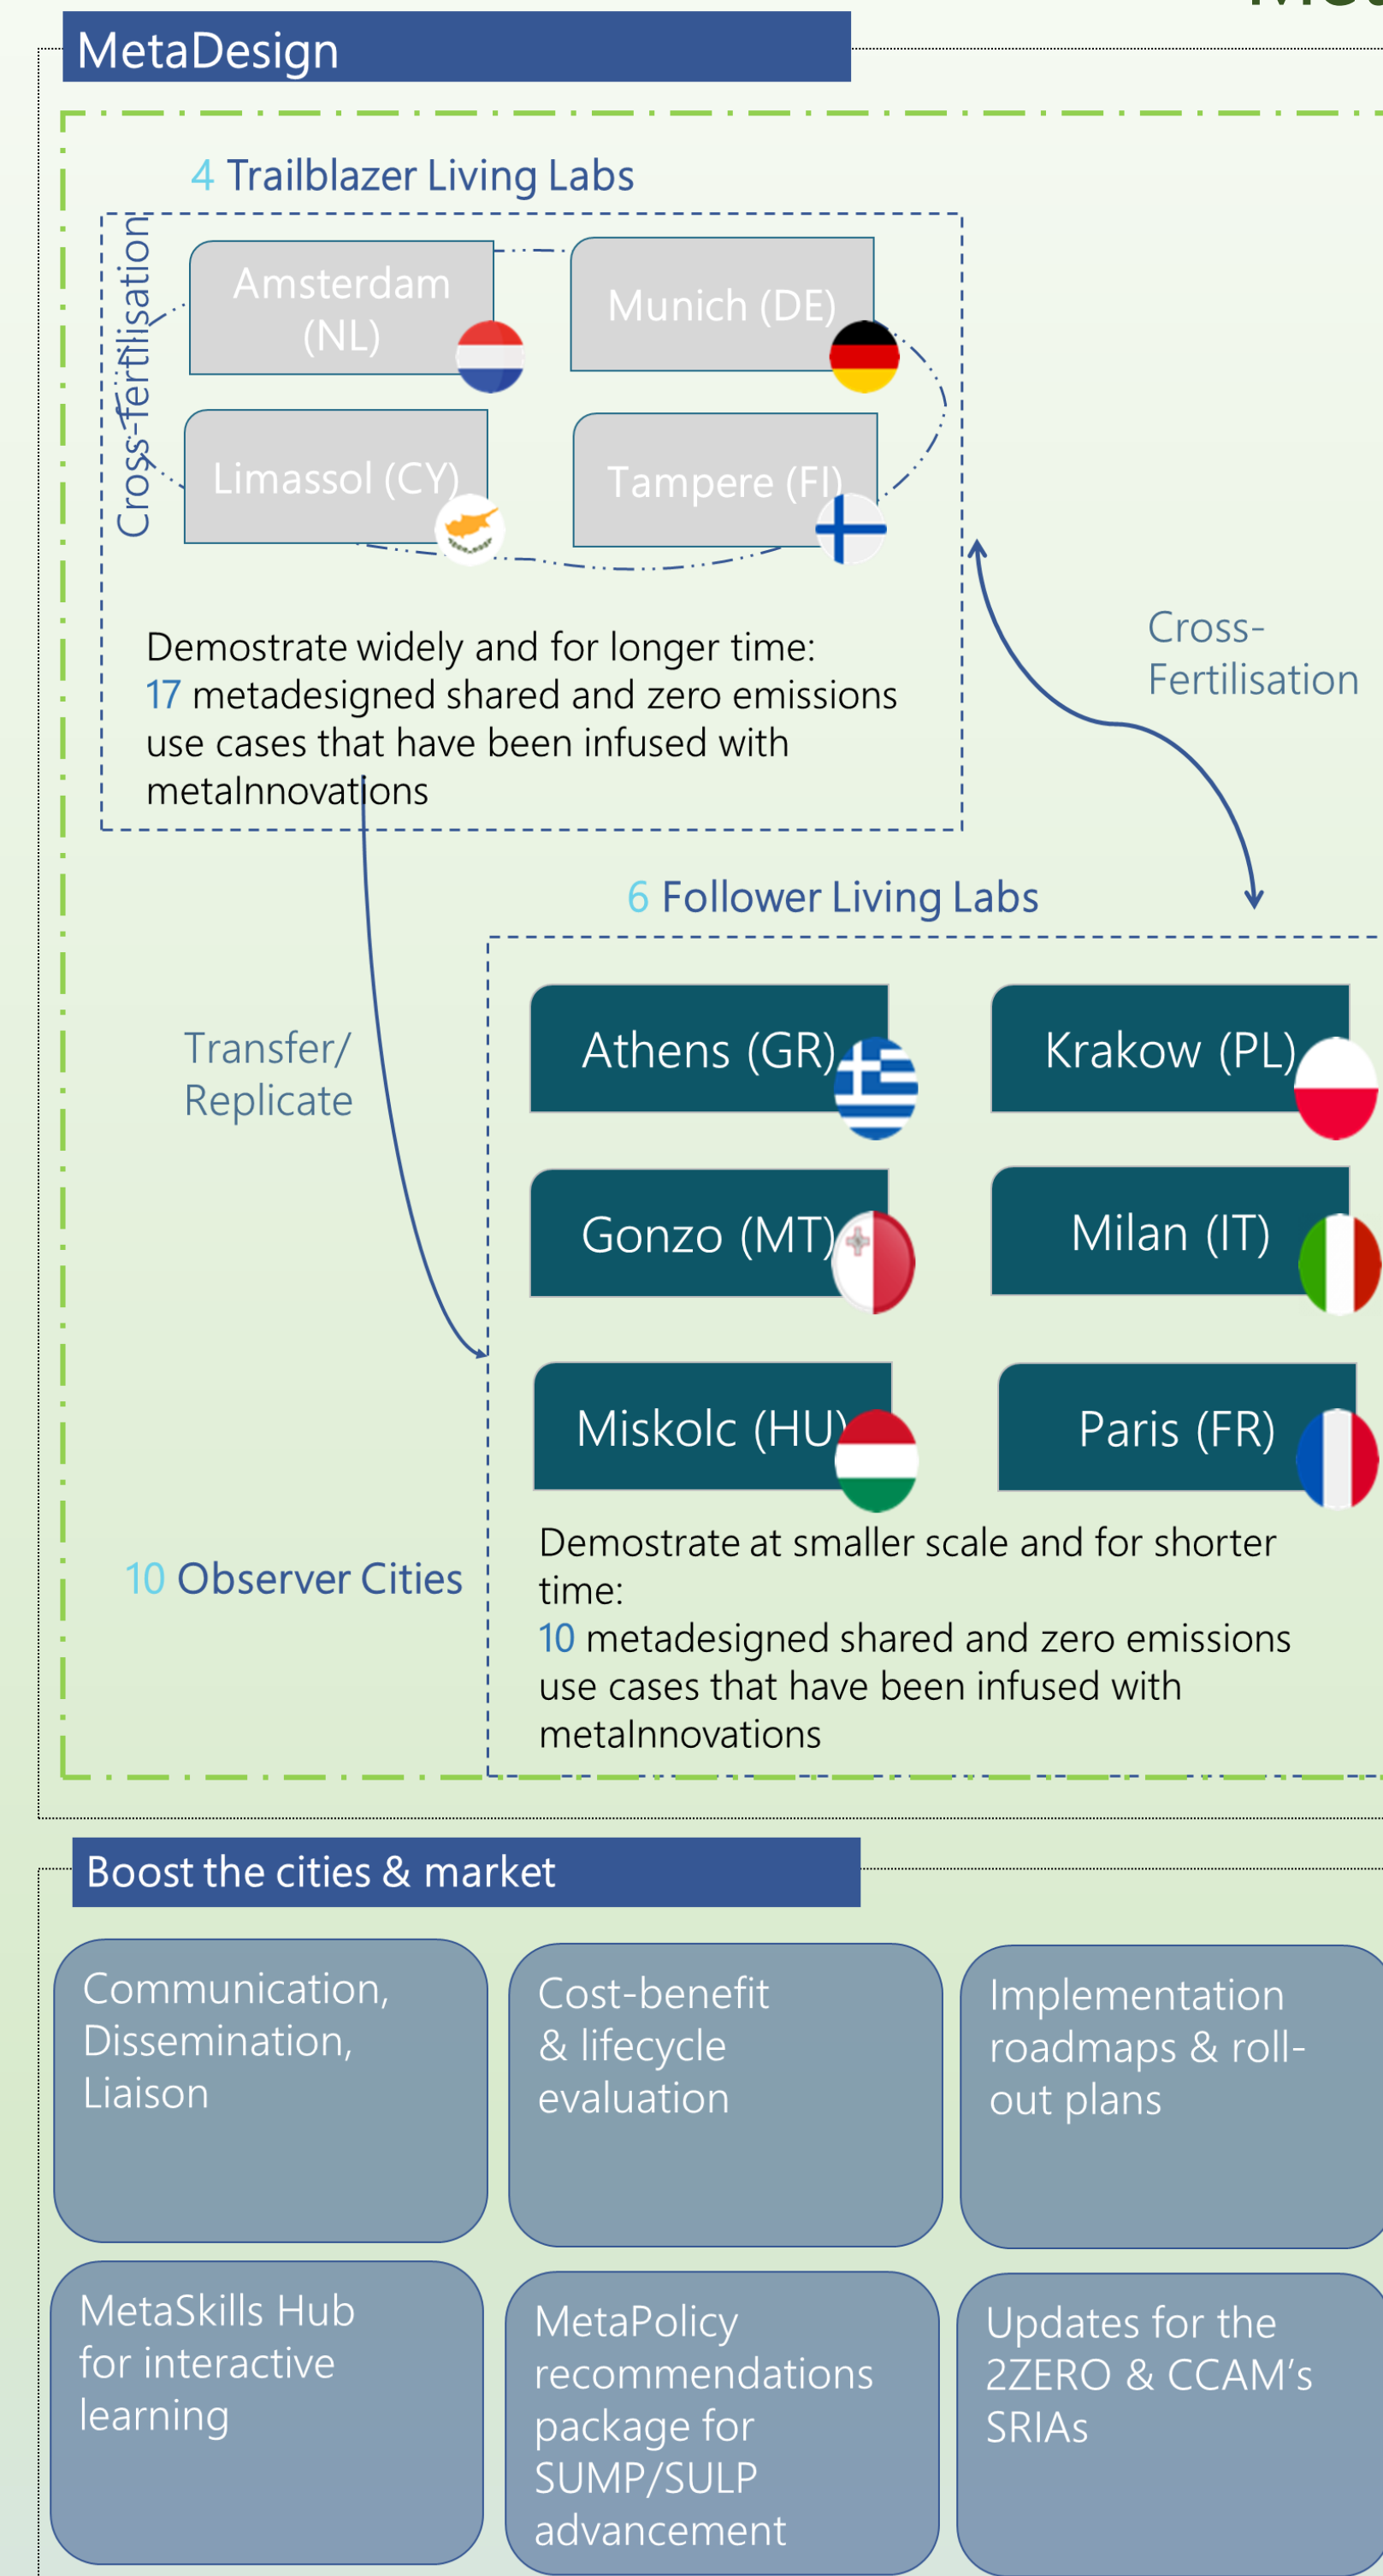 MetaDesign
4 Trailblazer Living Labs
Cross-fertilisation
Amsterdam
(NL)
Munich (DE)
Limassol (CY)
Tampere (FI)
Demostrate widely and for longer time:
17 metadesigned shared and zero emissions
use cases that have been infused with
metaInnovations
Cross-
Fertilisation
6 Follower Living Labs
Transfer/
Replicate
Athens (GR)
Krakow (PL)
Gonzo (MT)
Milan (IT)
Miskolc (HU)
Paris (FR)
10 Observer Cities
Demostrate at smaller scale and for shorter
time:
10 metadesigned shared and zero emissions
use cases that have been infused with
metaInnovations
Boost the cities & market
Communication,
Dissemination,
Liaison
Cost-benefit
& lifecycle
evaluation
Implementation
roadmaps & roll-
out plans
MetaSkills Hub
for interactive
learning
MetaPolicy
recommendations
package for
SUMP/SULP
advancement
Updates for the
2ZERO & CCAM’s
SRIAs